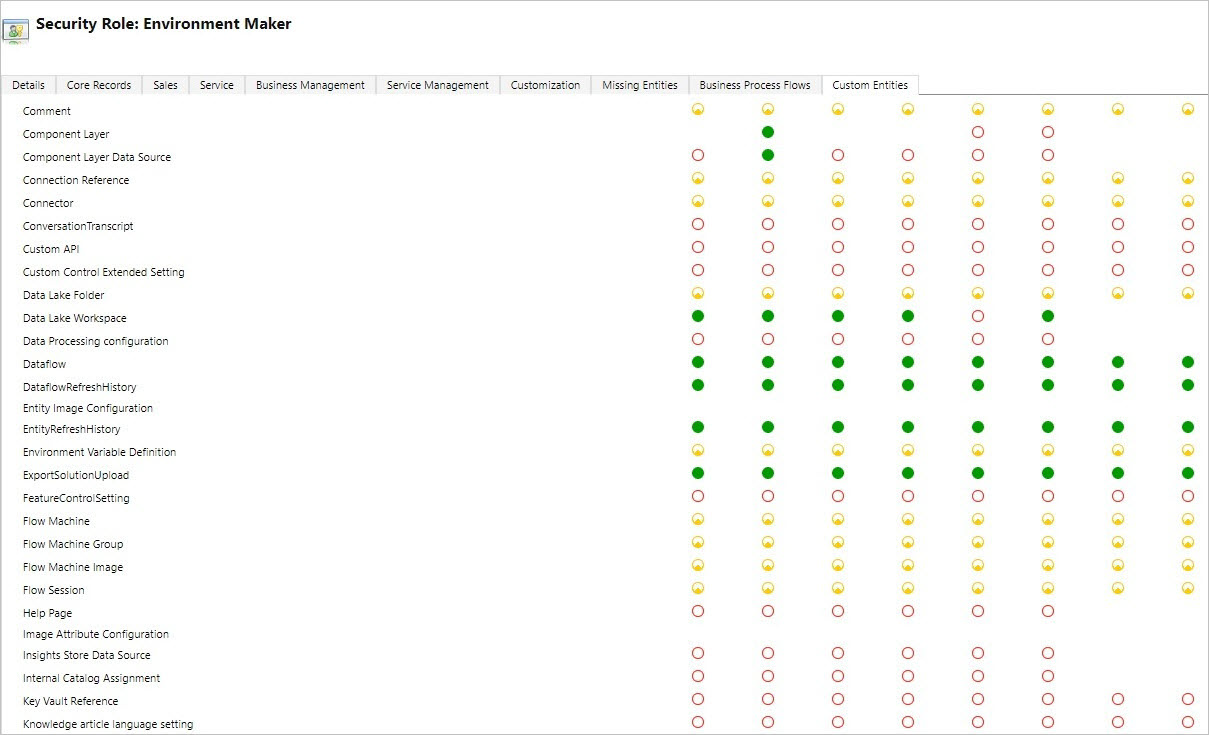 Security Role: Environment Maker
Details Core Records Sales Service Business Management Service Management Customization Missing Entities Business Process Flows Custom Entities
Comment
Component Layer
Component Layer Data Source
Connection Reference
Connector
ConversationTranscript
Custom API
Custom Control Extended Setting
Data Lake Folder
Data Lake Workspace
Data Processing configuration
Dataflow
DataflowRefreshHistory
Entity Image Configuration
EntityRefreshHistory
Environment Variable Definition
ExportSolutionUpload
FeatureControlSetting
Flow Machine
Flow Machine Group
Flow Machine Image
Flow Session
Help Page
Image Attribute Configuration
Insights Store Data Source
Internal Catalog Assignment
Key Vault Reference
Knowledge article language setting